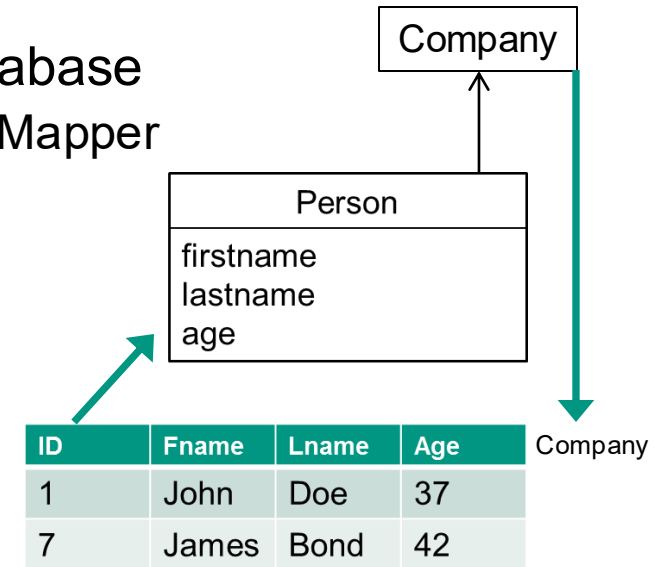 abase
Mapper
Company
Person
firstname
lastname
age
ID Fname Lname Age Company
1 John Doe 37
7 James Bond 42